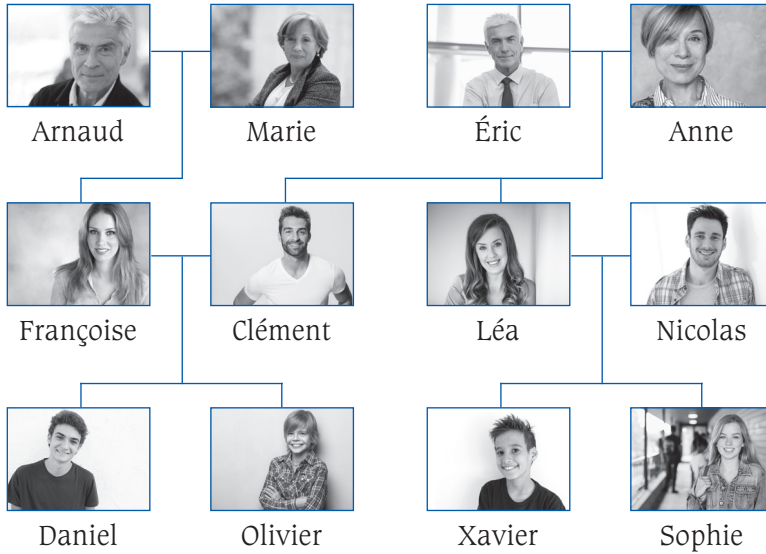 Arnaud Marie Éric Anne
Françoise Clément Léa Nicolas
Daniel Olivier Xavier Sophie